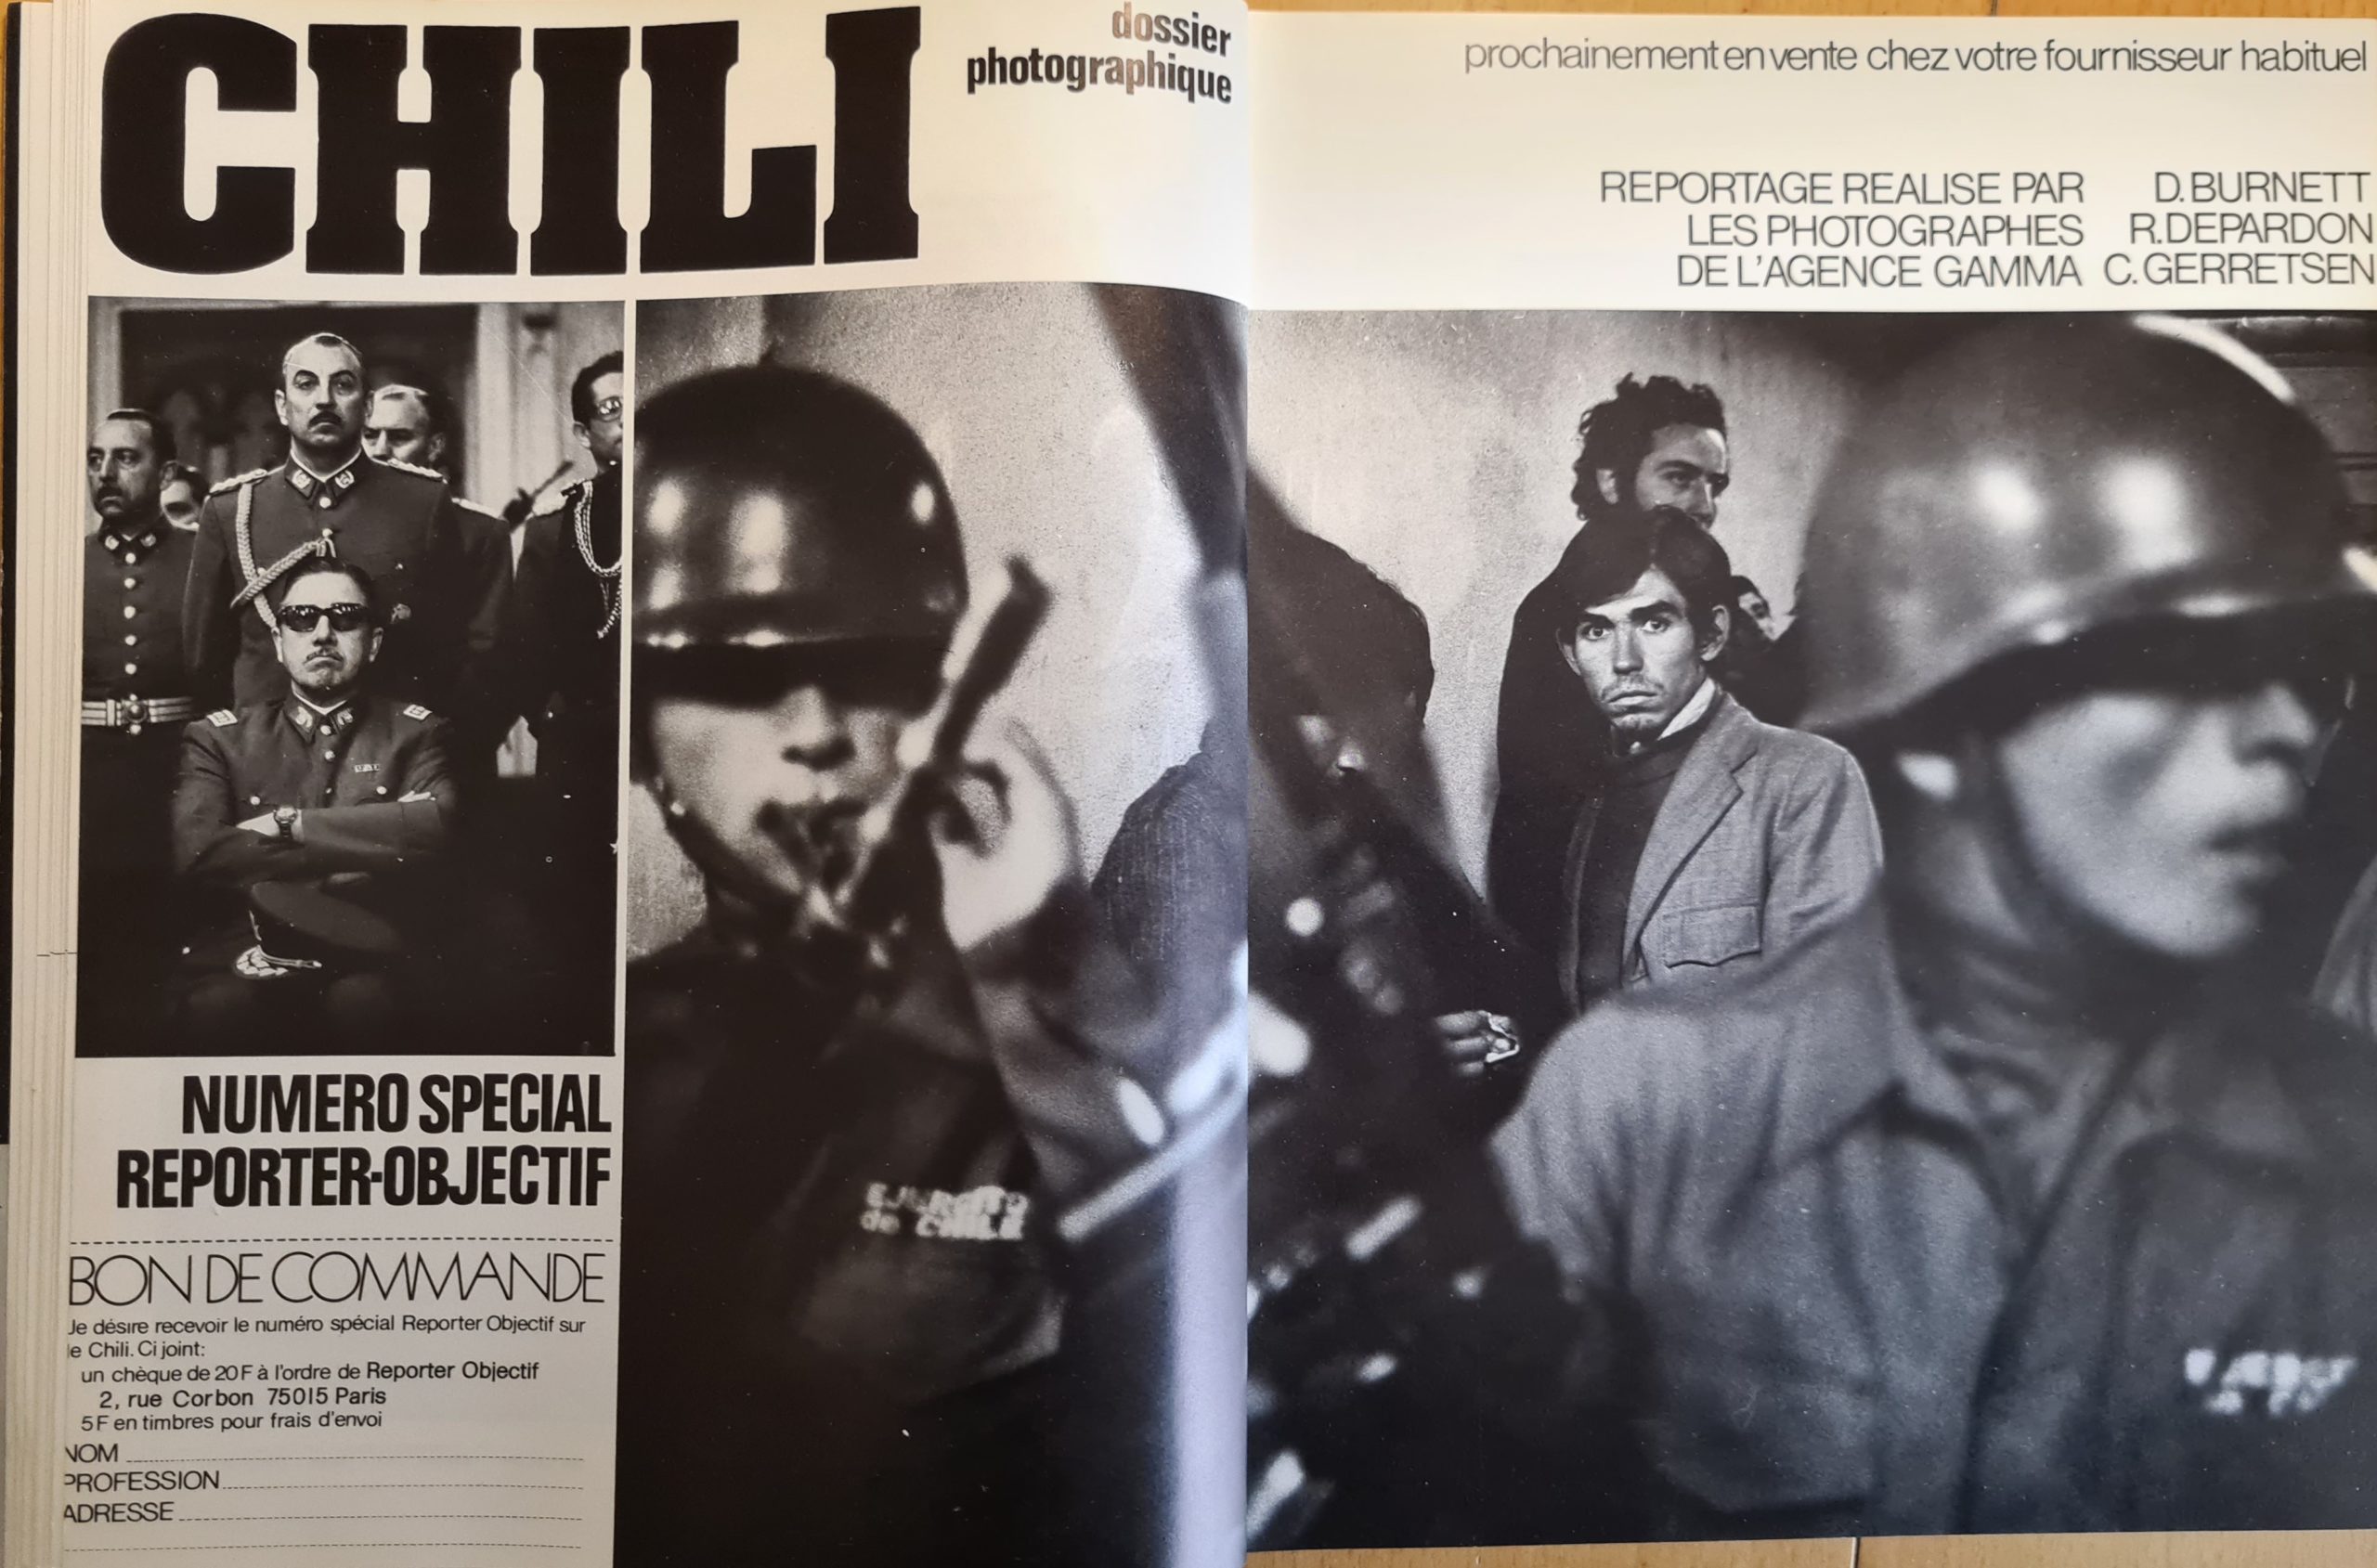 CHILI
dossier
photographique
NUMERO SPECIAL
REPORTER-OBJECTIF
BON DE COMMANDE
Je désire recevoir le numéro spécial Reporter Objectif sur
le Chili. Ci joint:
un chèque de 20 F à l'ordre de Reporter Objectif
2, rue Corbon 75015 Paris
5 F en timbres pour frais d'envoi
NOM
PROFESSION
ADRESSE
EJERCITO
de CHILE
prochainement en vente chez votre fournisseur habituel
REPORTAGE REALISE PAR D. BURNETT
LES PHOTOGRAPHES R. DEPARDON
DE L'AGENCE GAMMA C. GERRETSEN